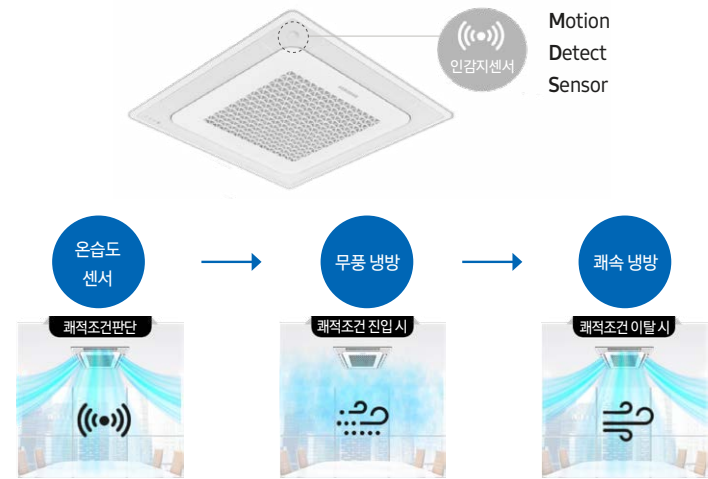 인감지센서
Motion
Detect
Sensor
온습도
센서
무풍 냉방
쾌속 냉방
쾌적조건판단
쾌적조건 진입 시
쾌적조건 이탈 시